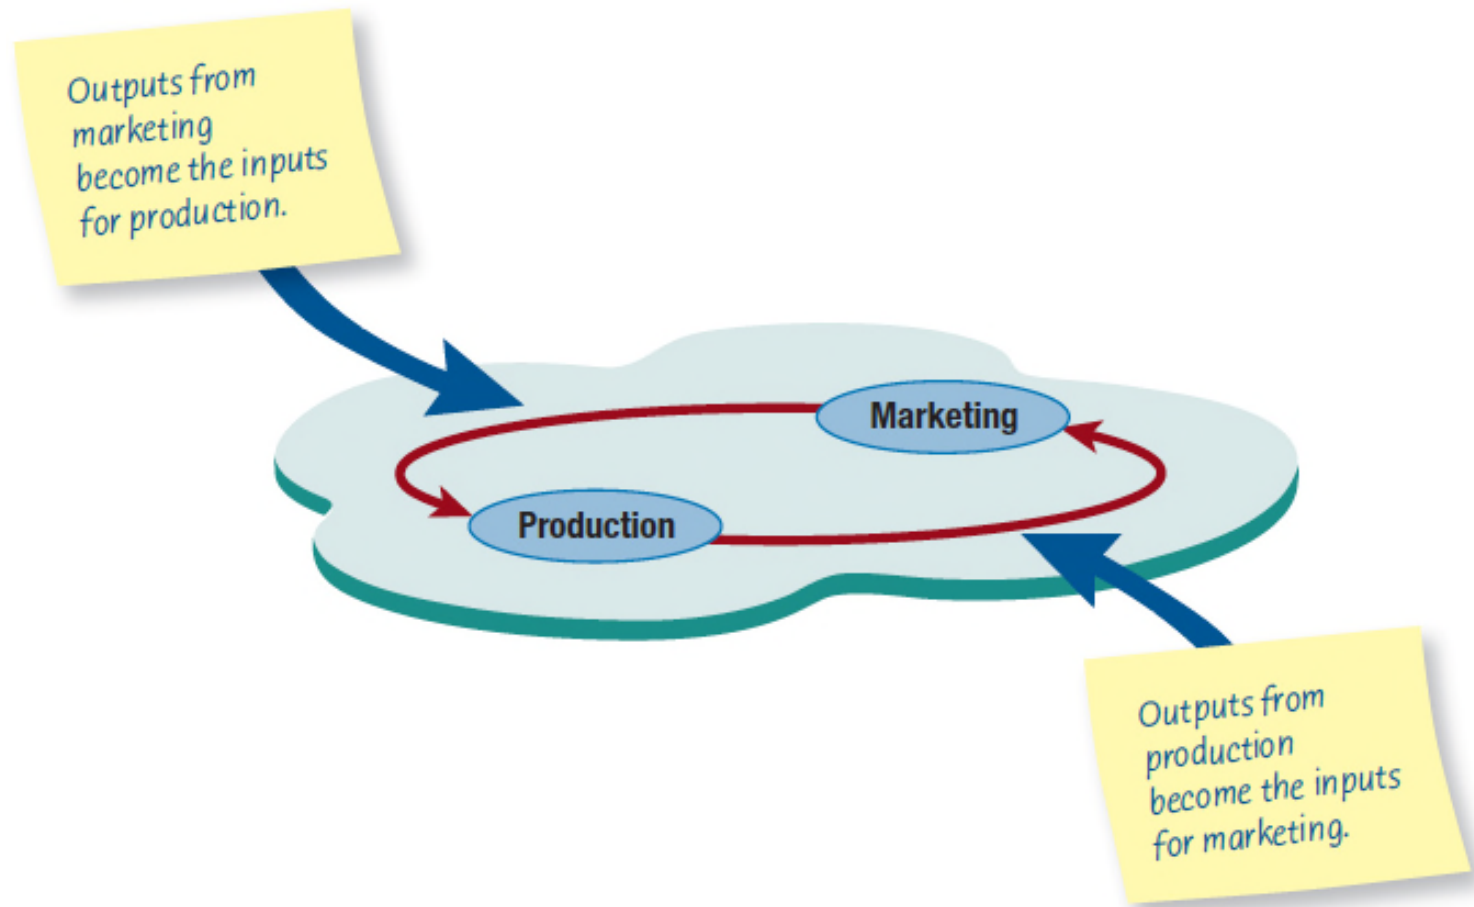 Outputs from
marketing
become the inputs
for production.
Marketing
Production
Outputs from
production
become the inputs
for marketing.